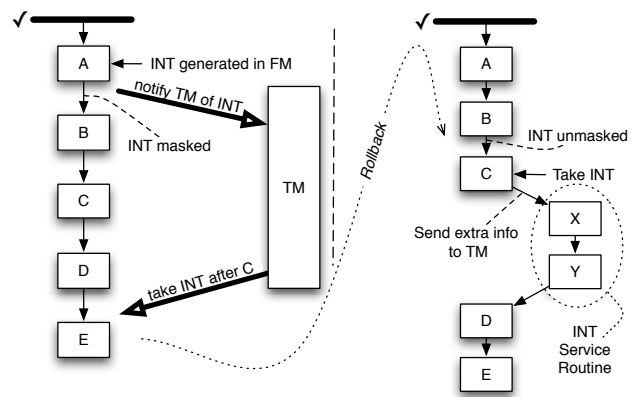 ✓
A
INT generated in FM
notify TM of INT
INT masked
B
C
TM
D
take INT after C
E
Rollback
✓
A
B
INT unmasked
C
Take INT
Send extra info
to TM
X
Y
D
INT
Service
Routine
E